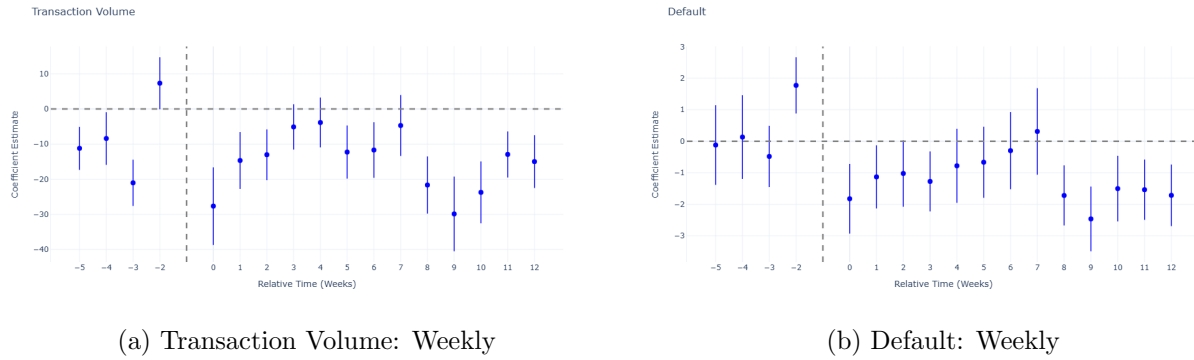 Transaction Volume
10
0
−10
−20
−30
−40
Coefficient Estimate
−5 −4 −3 −2 0 1 2 3 4 5 6 7 8 9 10 11 12
Relative Time (Weeks)
(a) Transaction Volume: Weekly
Default
3
2
1
0
−1
−2
−3
Coefficient Estimate
−5 −4 −3 −2 0 1 2 3 4 5 6 7 8 9 10 11 12
Relative Time (Weeks)
(b) Default: Weekly